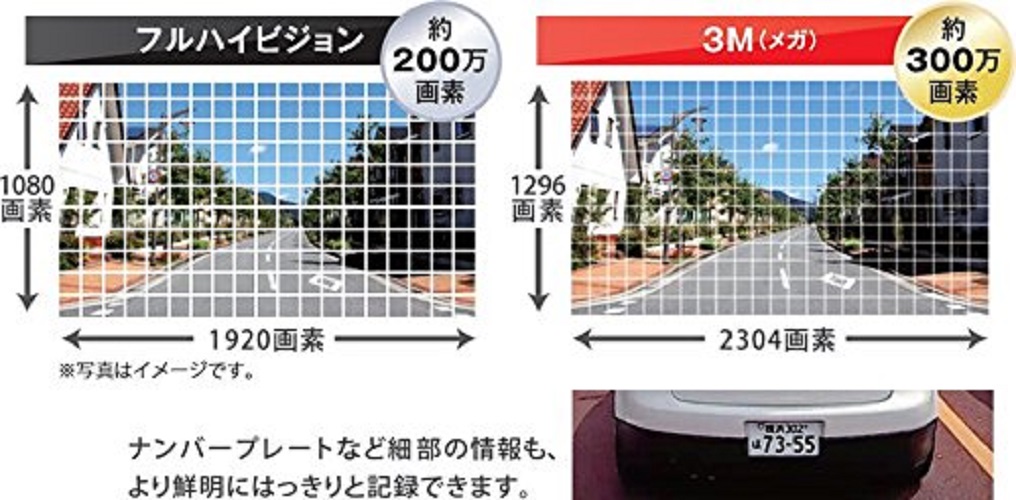 フルハイビジョン
約
200万
画素
1080
画素
1920画素
※写真はイメージです。
3M（メガ）
約
300万
画素
1296
画素
2304画素
ナンバープレートなど細部の情報も、
より鮮明にはっきりと記録できます。
横浜302
は 73-55